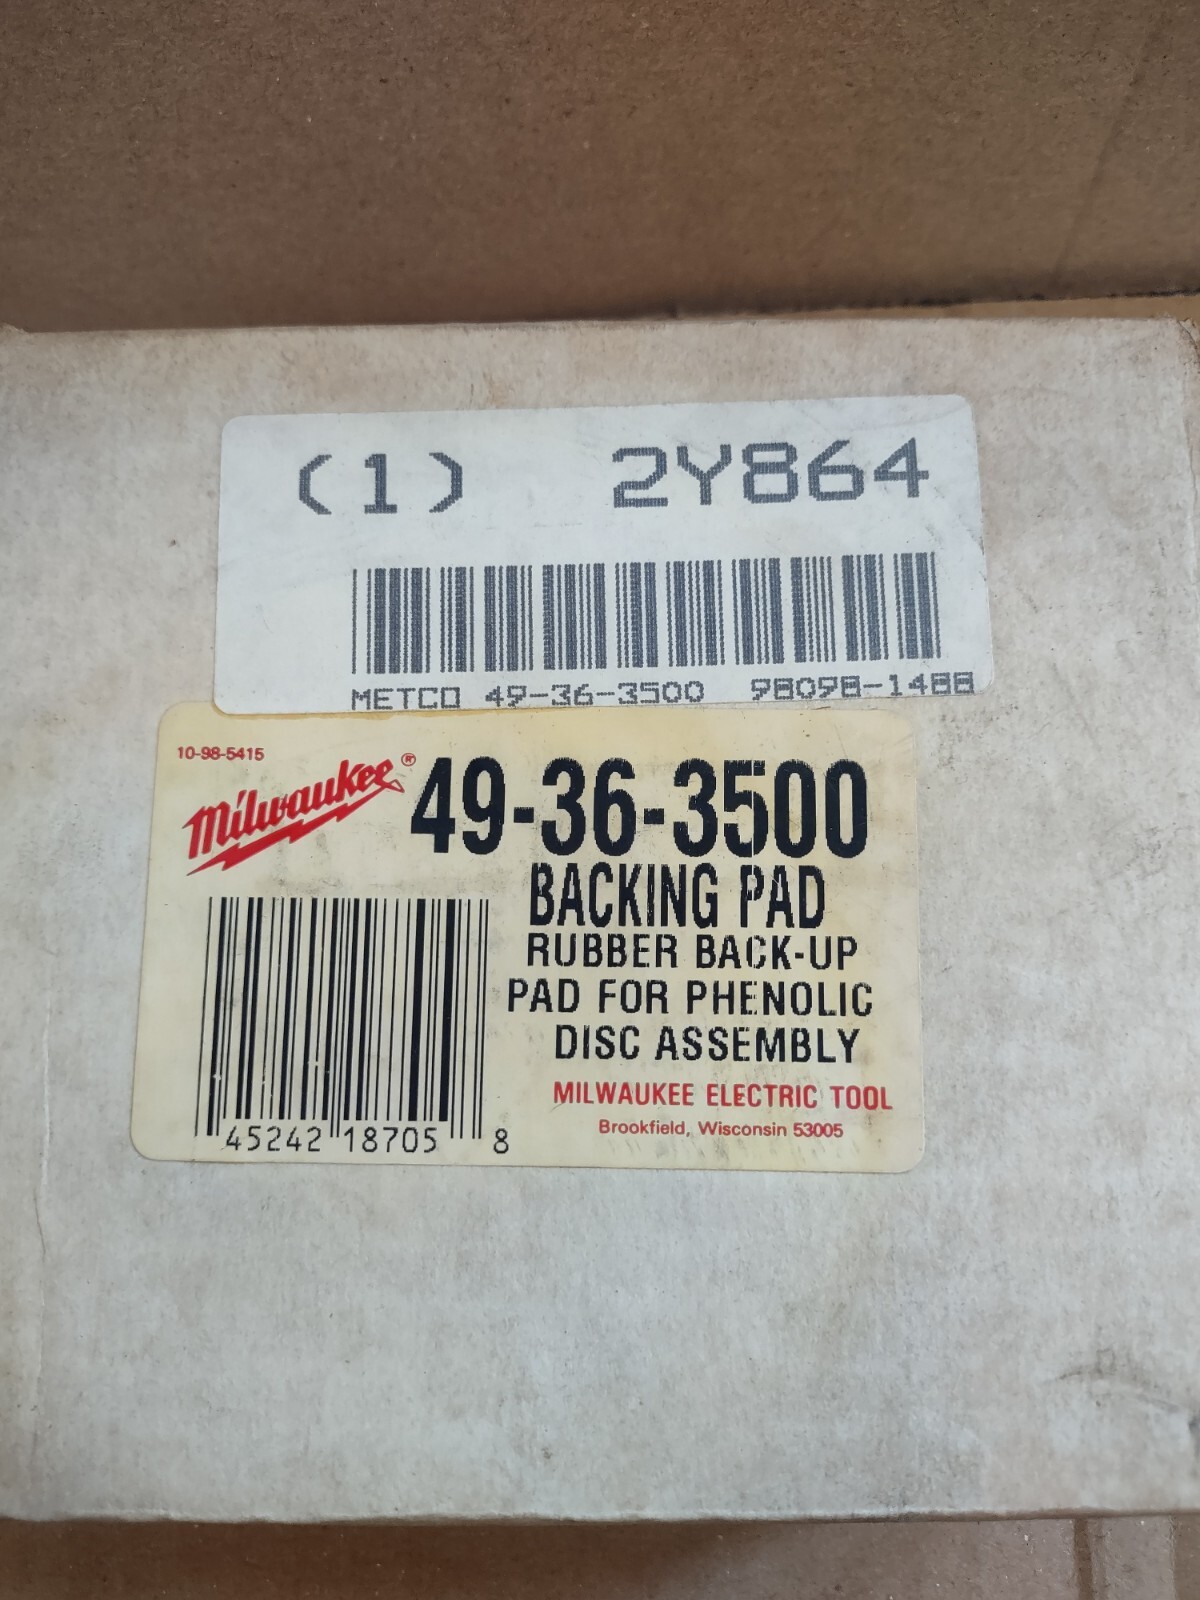 (1) 2Y864
METCO 49-36-3500 98098-1488
10-98-5415
Milwaukee® 49-36-3500
BACKING PAD
RUBBER BACK-UP
PAD FOR PHENOLIC
DISC ASSEMBLY
MILWAUKEE ELECTRIC TOOL
Brookfield, Wisconsin 53005
45242 18705 8